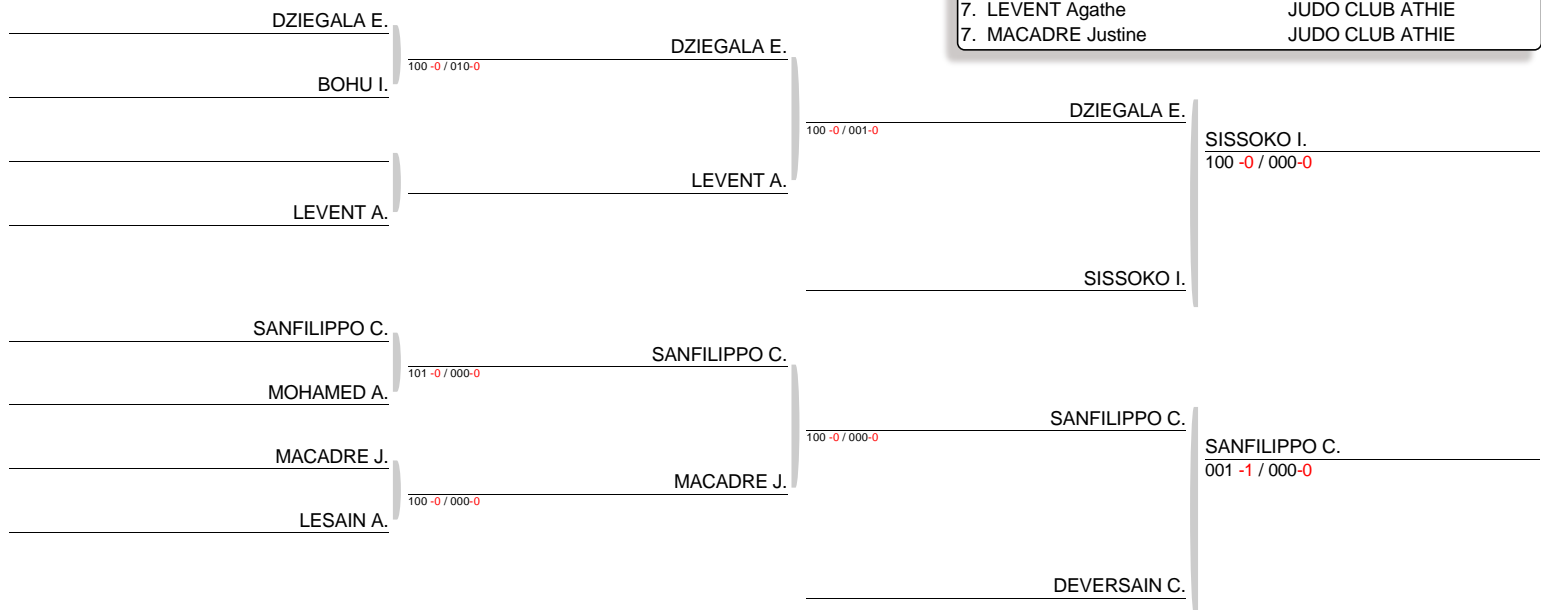 7. LEVENT Agathe JUDO CLUB ATHIE
7. MACADRE Justine JUDO CLUB ATHIE
DZIEGALA E.
BOHU I.
LEVENT A.
SANFILIPPO C.
MOHAMED A.
MACADRE J.
LESAIN A.
DZIEGALA E.
100 -0 / 010-0
LEVENT A.
SANFILIPPO C.
101 -0 / 000-0
MACADRE J.
100 -0 / 000-0
DZIEGALA E.
100 -0 / 001-0
SISSOKO I.
SANFILIPPO C.
100 -0 / 000-0
DEVERSAIN C.
SISSOKO I.
100 -0 / 000-0
SANFILIPPO C.
001 -1 / 000-0